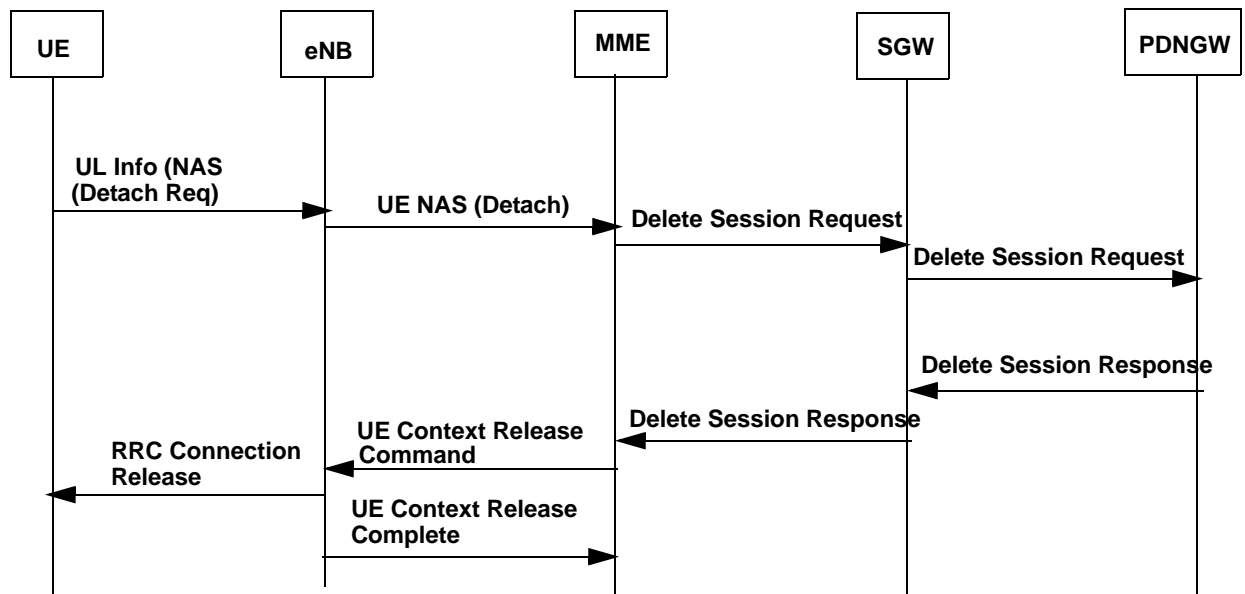 UE
eNB
MME
SGW
PDNGW
UL Info (NAS
(Detach Req)
UE NAS (Detach)
Delete Session Request
Delete Session Request
Delete Session Response
Delete Session Response
UE Context Release
Command
RRC Connection
Release
UE Context Release
Complete